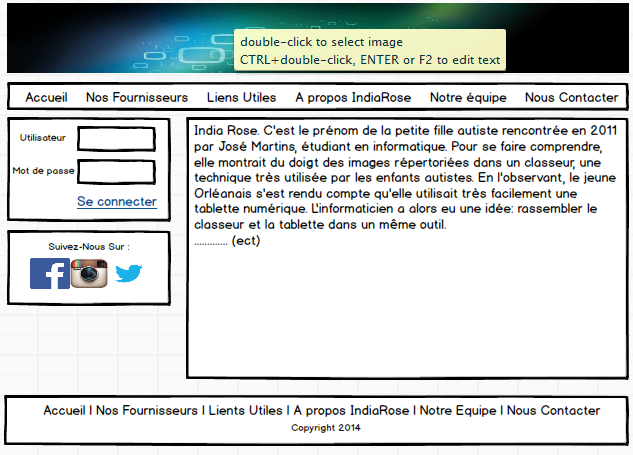 double-click to select image
CTRL+double-click, ENTER or F2 to edit text
Accueil Nos Fournisseurs Liens Utiles A propos IndiaRose Notre équipe Nous Contacter
Utilisateur
Mot de passe
Se connecter
Suivez-Nous Sur :
India Rose. C'est le prénom de la petite fille autiste rencontrée en 2011
par José Martins, étudiant en informatique. Pour se faire comprendre,
elle montrait du doigt des images répertoriées dans un classeur, une
technique très utilisée par les enfants autistes. En l'observant, le jeune
Orléanais s'est rendu compte qu'elle utilisait très facilement une
tablette numérique. L'informaticien a alors eu une idée: rassembler le
classeur et la tablette dans un même outil.
............. (ect)
Accueil | Nos Fournisseurs | Lients Utiles | A propos IndiaRose | Notre Equipe | Nous Contacter
Copyright 2014